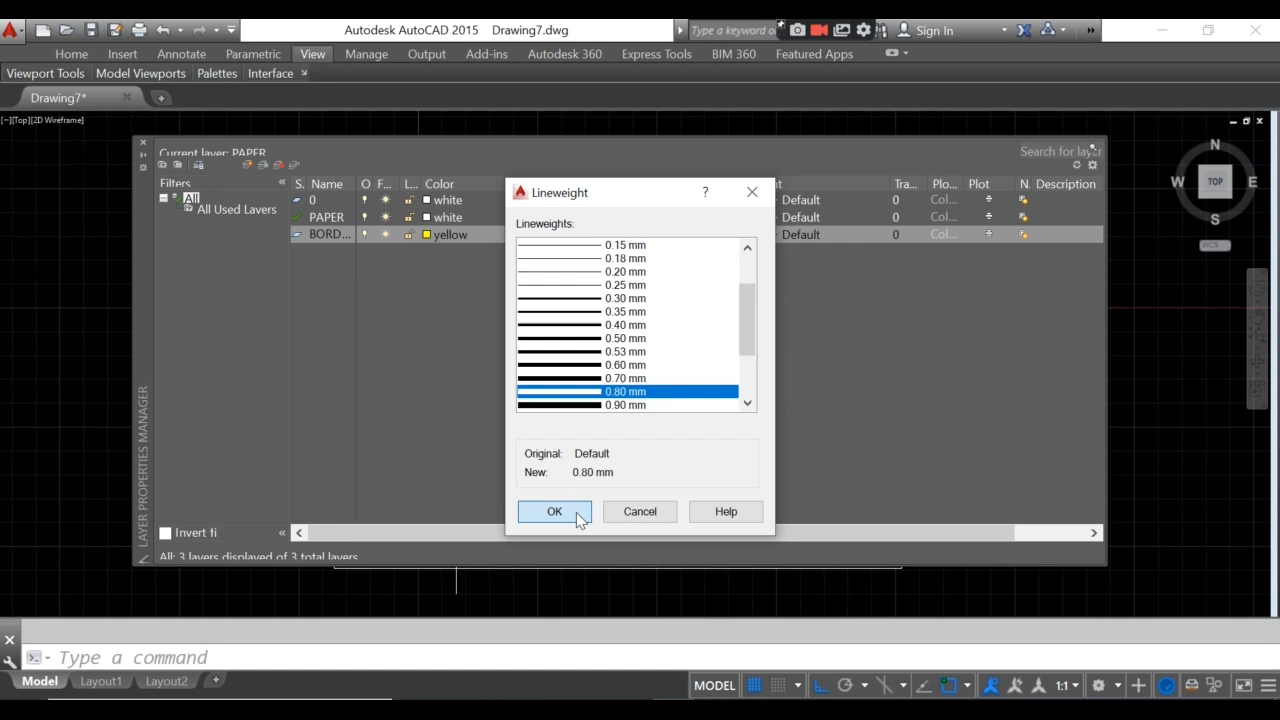 Autodesk AutoCAD 2015 Drawing7.dwg
Type a keyword
Sign In
Home Insert Annotate Parametric View Manage Output Add-ins Autodesk 360 Express Tools BIM 360 Featured Apps
Viewport Tools Model Viewports Palettes Interface
Drawing7*
[−][Top][2D Wireframe]
Current layer: PAPER
Search for layer
Filters
All
All Used Layers
S. Name O F... L... Color Tra... Plo... Plot N. Description
0 white Default 0 Col...
PAPER white Default 0 Col...
BORD... yellow Default 0 Col...
Lineweight
?
Lineweights:
0.15 mm
0.18 mm
0.20 mm
0.25 mm
0.30 mm
0.35 mm
0.40 mm
0.50 mm
0.53 mm
0.60 mm
0.70 mm
0.80 mm
0.90 mm
Original: Default
New: 0.80 mm
OK Cancel Help
N
W TOP E
S
WCS
LAYER PROPERTIES MANAGER
Invert fi
All: 3 layers displayed of 3 total layers
Type a command
Model Layout1 Layout2 +
MODEL 1:1